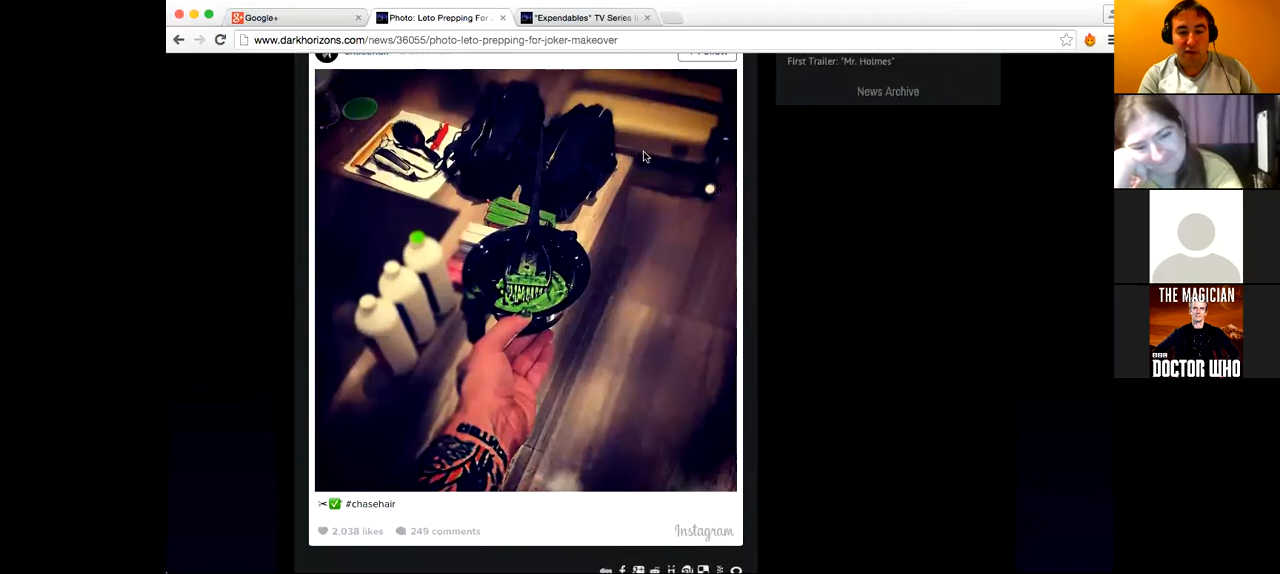 Google+
Photo: Leto Prepping For
"Expendables" TV Series
www.darkhorizons.com/news/36055/photo-leto-prepping-for-joker-makeover
First Trailer: "Mr. Holmes"
News Archive
#chasehair
2,038 likes 249 comments
Instagram
THE MAGICIAN
BBC
DOCTOR WHO